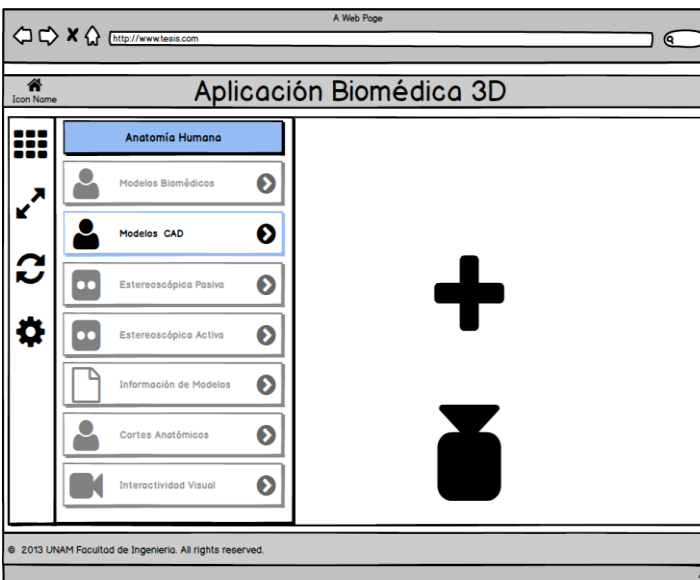 A Web Page
http://www.tesis.com
Icon Name
Aplicación Biomédica 3D
Anatomía Humana
Modelos Biomédicos
Modelos CAD
Estereoscópica Pasiva
Estereoscópica Activa
Información de Modelos
Cortes Anatómicos
Interactividad Visual
© 2013 UNAM Facultad de Ingenieria. All rights reserved.